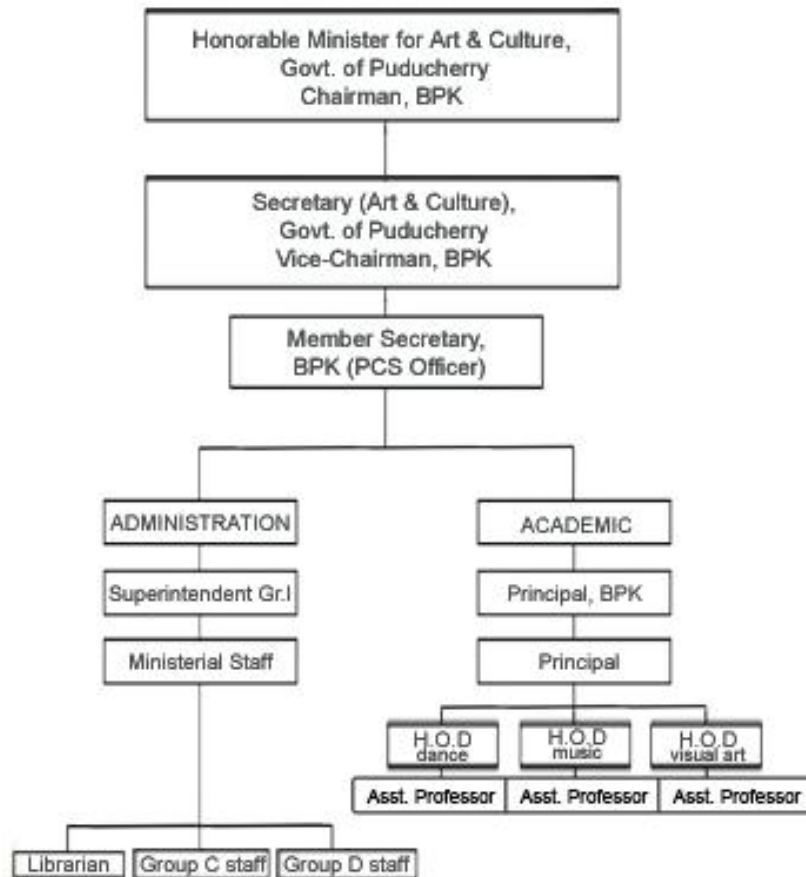 Honorable Minister for Art & Culture,
Govt. of Puducherry
Chairman, BPK
Secretary (Art & Culture),
Govt. of Puducherry
Vice-Chairman, BPK
Member Secretary,
BPK (PCS Officer)
ADMINISTRATION
ACADEMIC
Superintendent Gr.I
Principal, BPK
Ministerial Staff
Principal
H.O.D
dance
H.O.D
music
H.O.D
visual art
Asst. Professor
Asst. Professor
Asst. Professor
Librarian
Group C staff
Group D staff